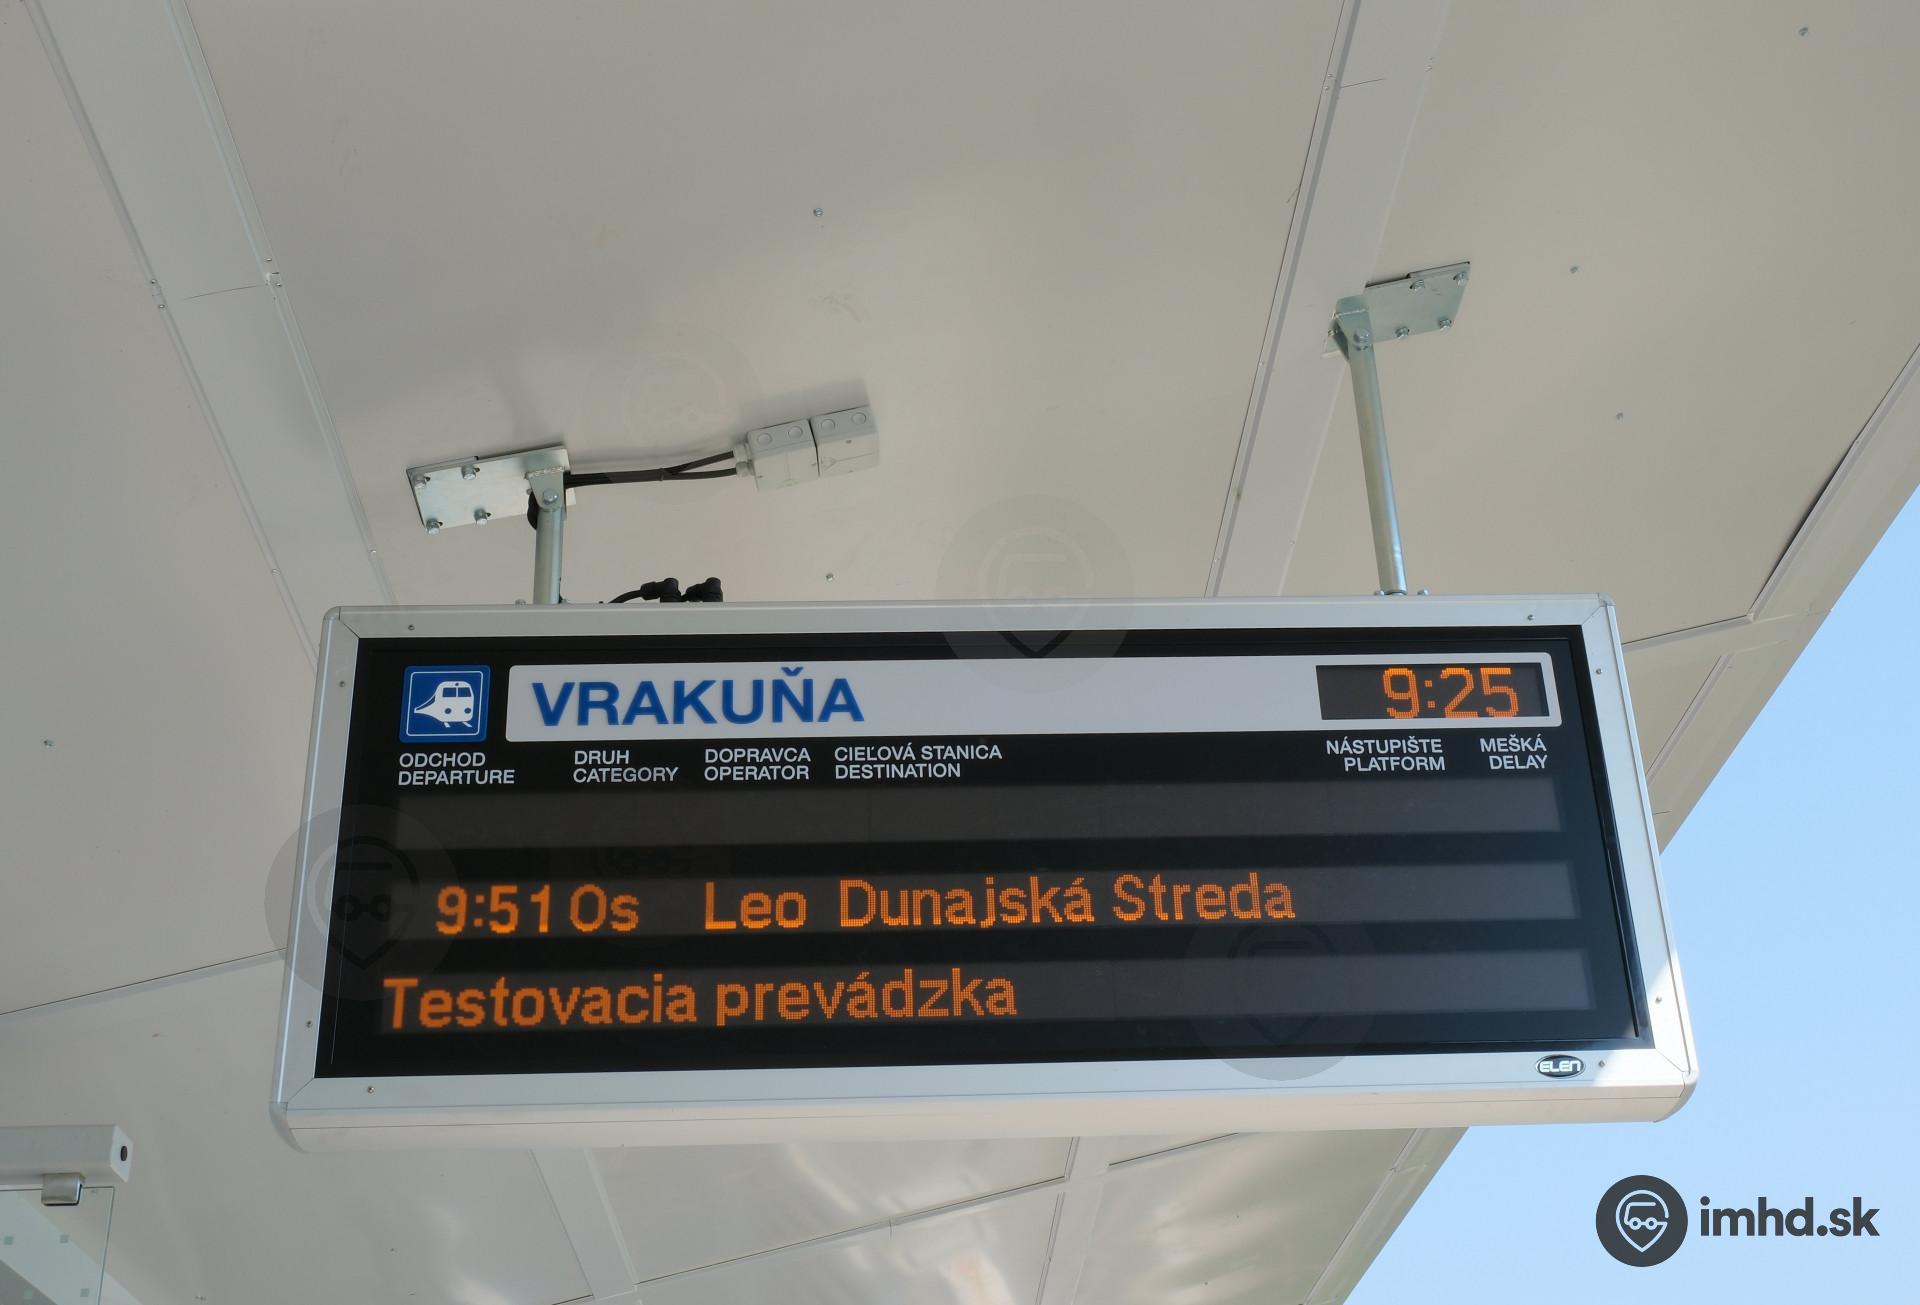 VRAKUŇA 9:25
ODCHOD DRUH DOPRAVCA CIEĽOVÁ STANICA NÁSTUPIŠTE MEŠKÁ
DEPARTURE CATEGORY OPERATOR DESTINATION PLATFORM DELAY
9:51 Os Leo Dunajská Streda
Testovacia prevádzka
ELEN
imhd.sk